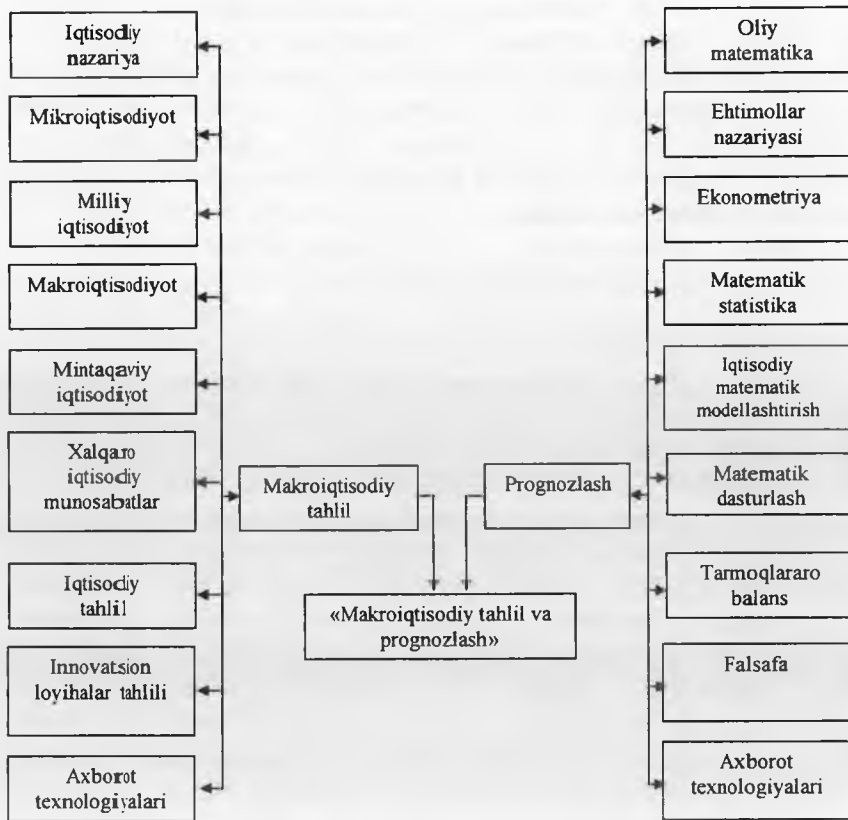 Iqtisodiy
nazariya
Mikroiqtisodiyot
Milliy
iqtisodiyot
Makroiqtisodiyot
Mintaqaviy
iqtisodiyot
Xalqaro
iqtisodiy
munosabatlar
Iqtisodiy
tahlil
Innovatsion
loyihalar tahlili
Axborot
texnologiyalari
Makroiqtisodiy
tahlil
Prognozlash
«Makroiqtisodiy tahlil va
prognozlash»
Oliy
matematika
Ehtimollar
nazariyasi
Ekonometriya
Matematik
statistika
Iqtisodiy
matematik
modellashtirish
Matematik
dasturlash
Tarmoqlararo
balans
Falsafa
Axborot
texnologiyalari